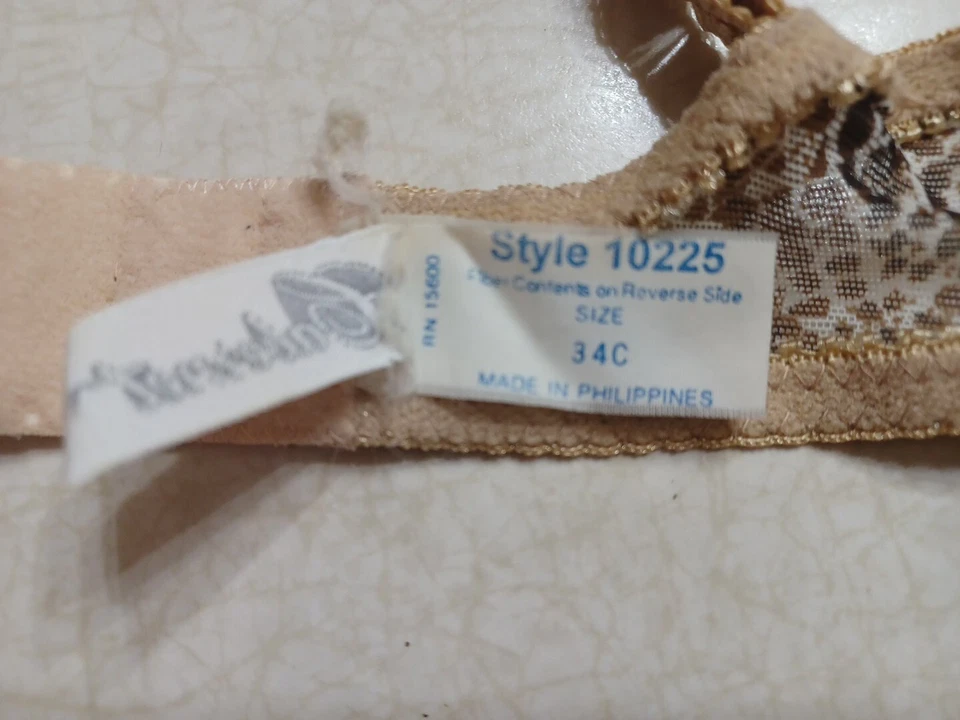 RN 15600
Style 10225
Fiber Contents on Reverse Side
SIZE
34C
MADE IN PHILIPPINES